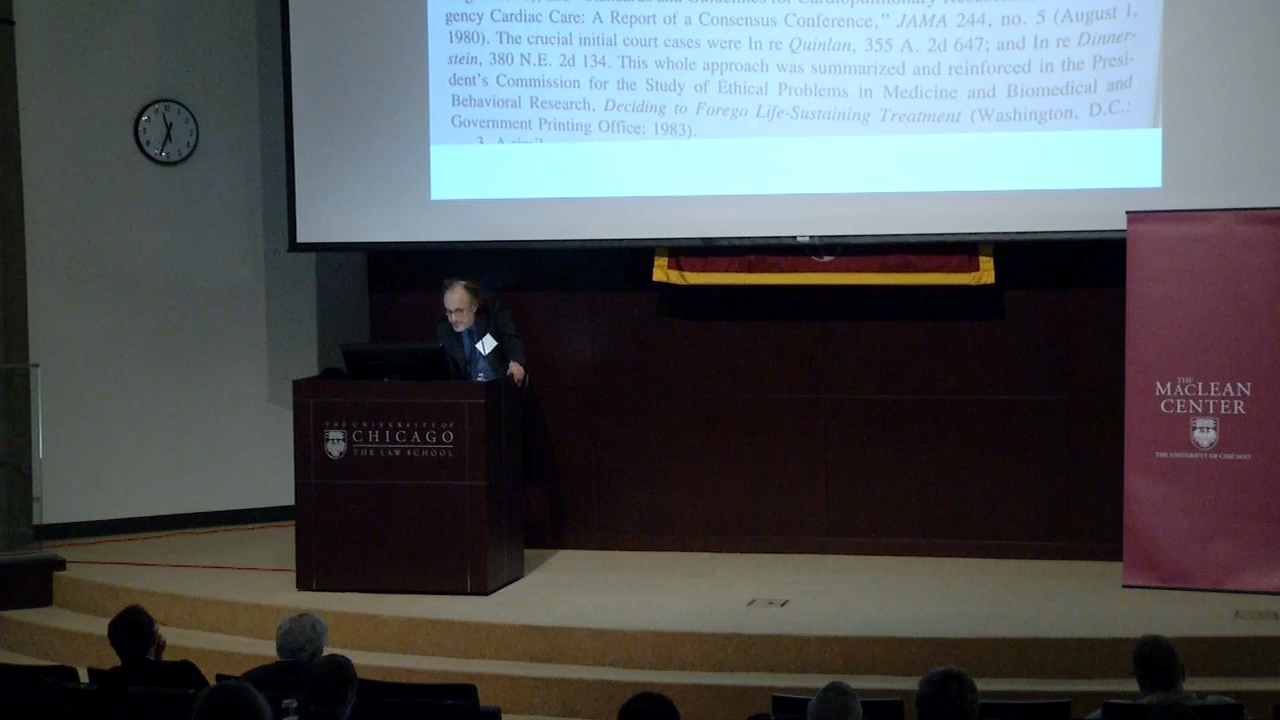 gency Cardiac Care: A Report of a Consensus Conference," JAMA 244, no. 5 (August 1,
1980). The crucial initial court cases were In re Quinlan, 355 A. 2d 647; and In re Dinner-
stein, 380 N.E. 2d 134. This whole approach was summarized and reinforced in the Presi-
dent's Commission for the Study of Ethical Problems in Medicine and Biomedical and
Behavioral Research, Deciding to Forego Life-Sustaining Treatment (Washington, D.C.:
Government Printing Office: 1983).
THE UNIVERSITY OF
CHICAGO
THE LAW SCHOOL
THE
MACLEAN
CENTER
THE UNIVERSITY OF CHICAGO